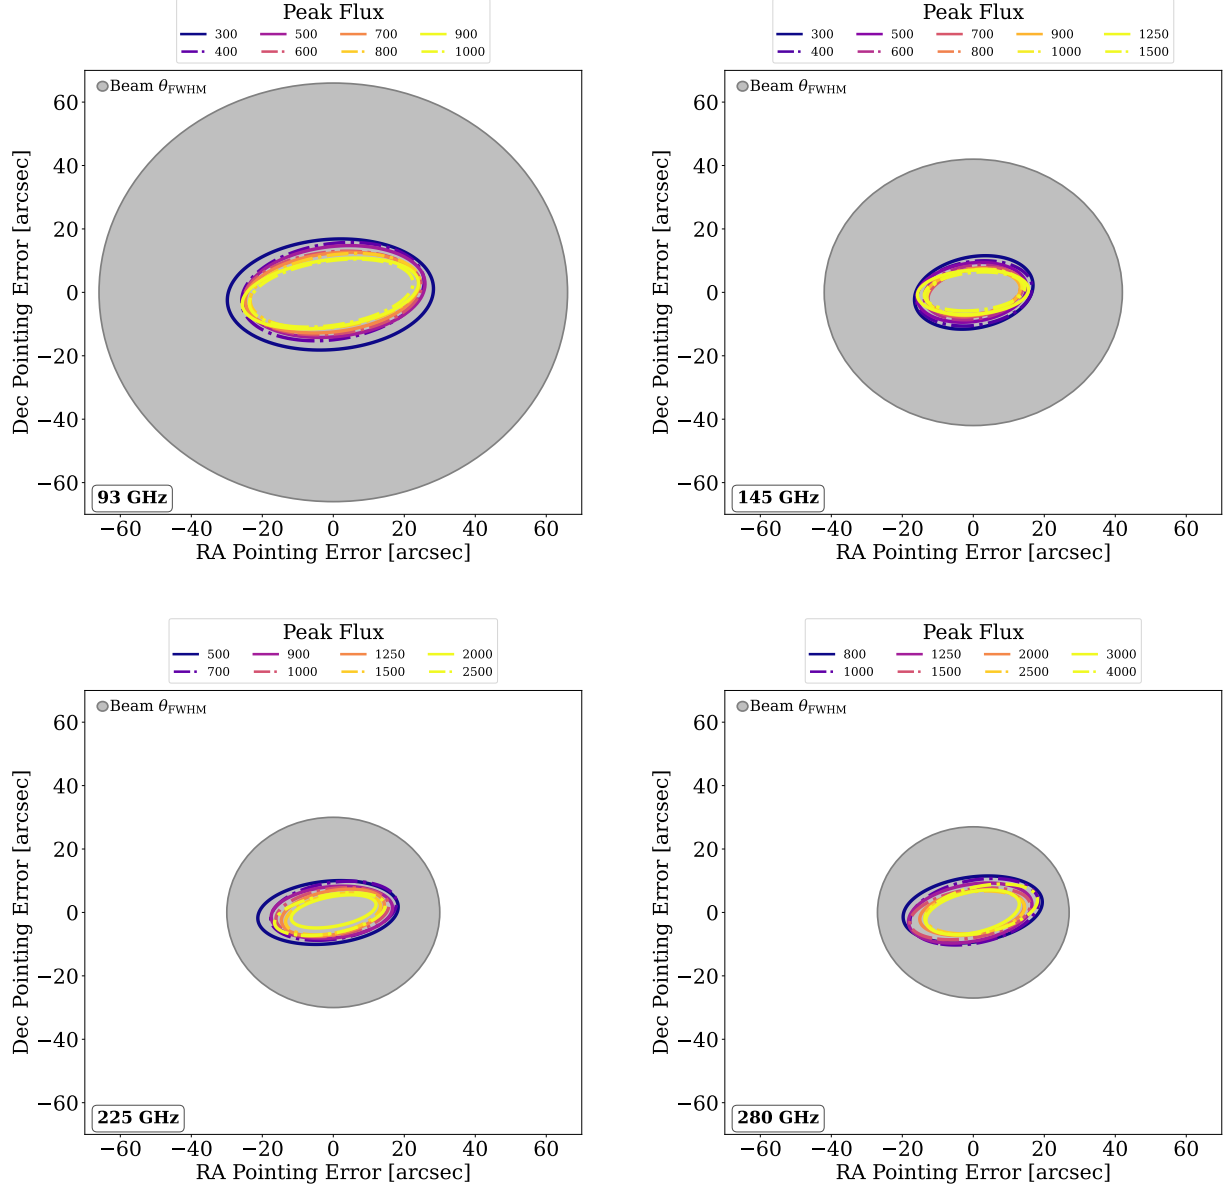 Peak Flux
300 500 700 900
400 600 800 1000
Beam θFWHM
60
40
20
0
−20
−40
−60
Dec Pointing Error [arcsec]
93 GHz
−60 −40 −20 0 20 40 60
RA Pointing Error [arcsec]
Peak Flux
300 500 700 900 1250
400 600 800 1000 1500
Beam θFWHM
60
40
20
0
−20
−40
−60
Dec Pointing Error [arcsec]
145 GHz
−60 −40 −20 0 20 40 60
RA Pointing Error [arcsec]
Peak Flux
500 900 1250 2000
700 1000 1500 2500
Beam θFWHM
60
40
20
0
−20
−40
−60
Dec Pointing Error [arcsec]
225 GHz
−60 −40 −20 0 20 40 60
RA Pointing Error [arcsec]
Peak Flux
800 1250 2000 3000
1000 1500 2500 4000
Beam θFWHM
60
40
20
0
−20
−40
−60
Dec Pointing Error [arcsec]
280 GHz
−60 −40 −20 0 20 40 60
RA Pointing Error [arcsec]